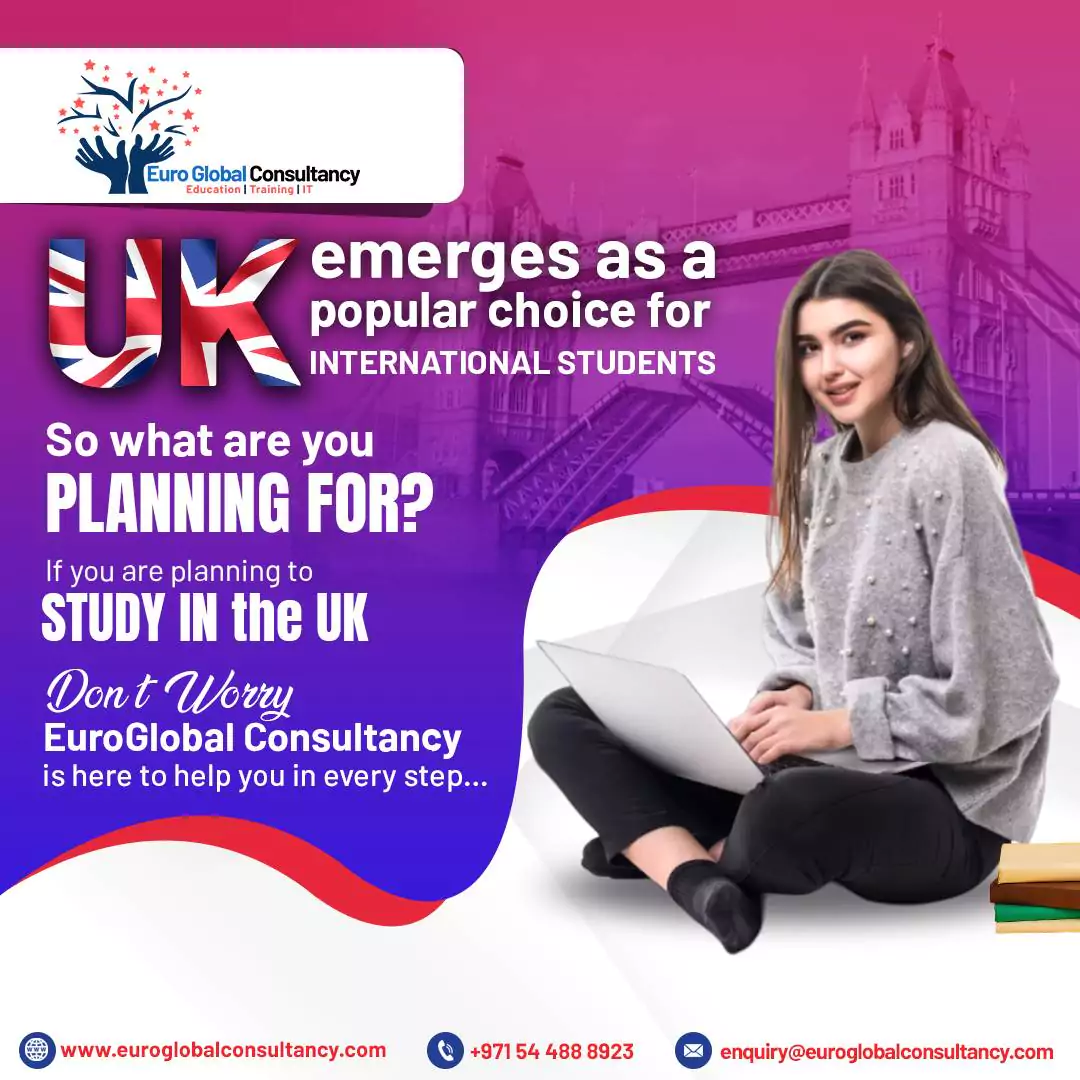 Euro Global Consultancy
Education | Training | IT
UK emerges as a
popular choice for
INTERNATIONAL STUDENTS
So what are you
PLANNING FOR?
If you are planning to
STUDY IN the UK
Don't Worry
EuroGlobal Consultancy
is here to help you in every step...
www.euroglobalconsultancy.com
+971 54 488 8923
enquiry@euroglobalconsultancy.com